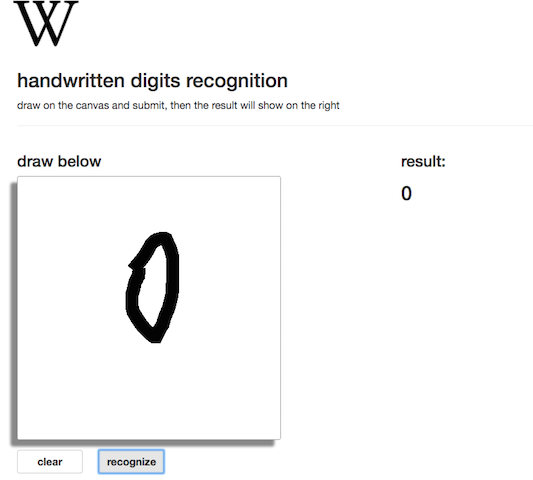 W
handwritten digits recognition
draw on the canvas and submit, then the result will show on the right
draw below
result:
0
0
clear
recognize